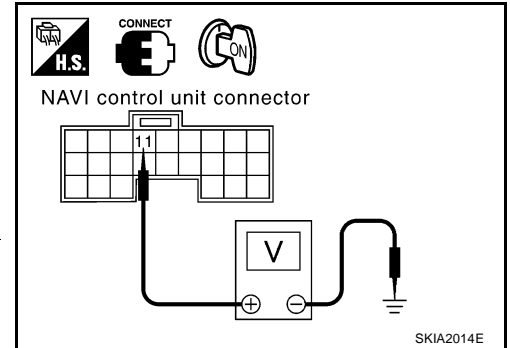 CONNECT
H.S.
ON
NAVI control unit connector
11
V
+ −
SKIA2014E